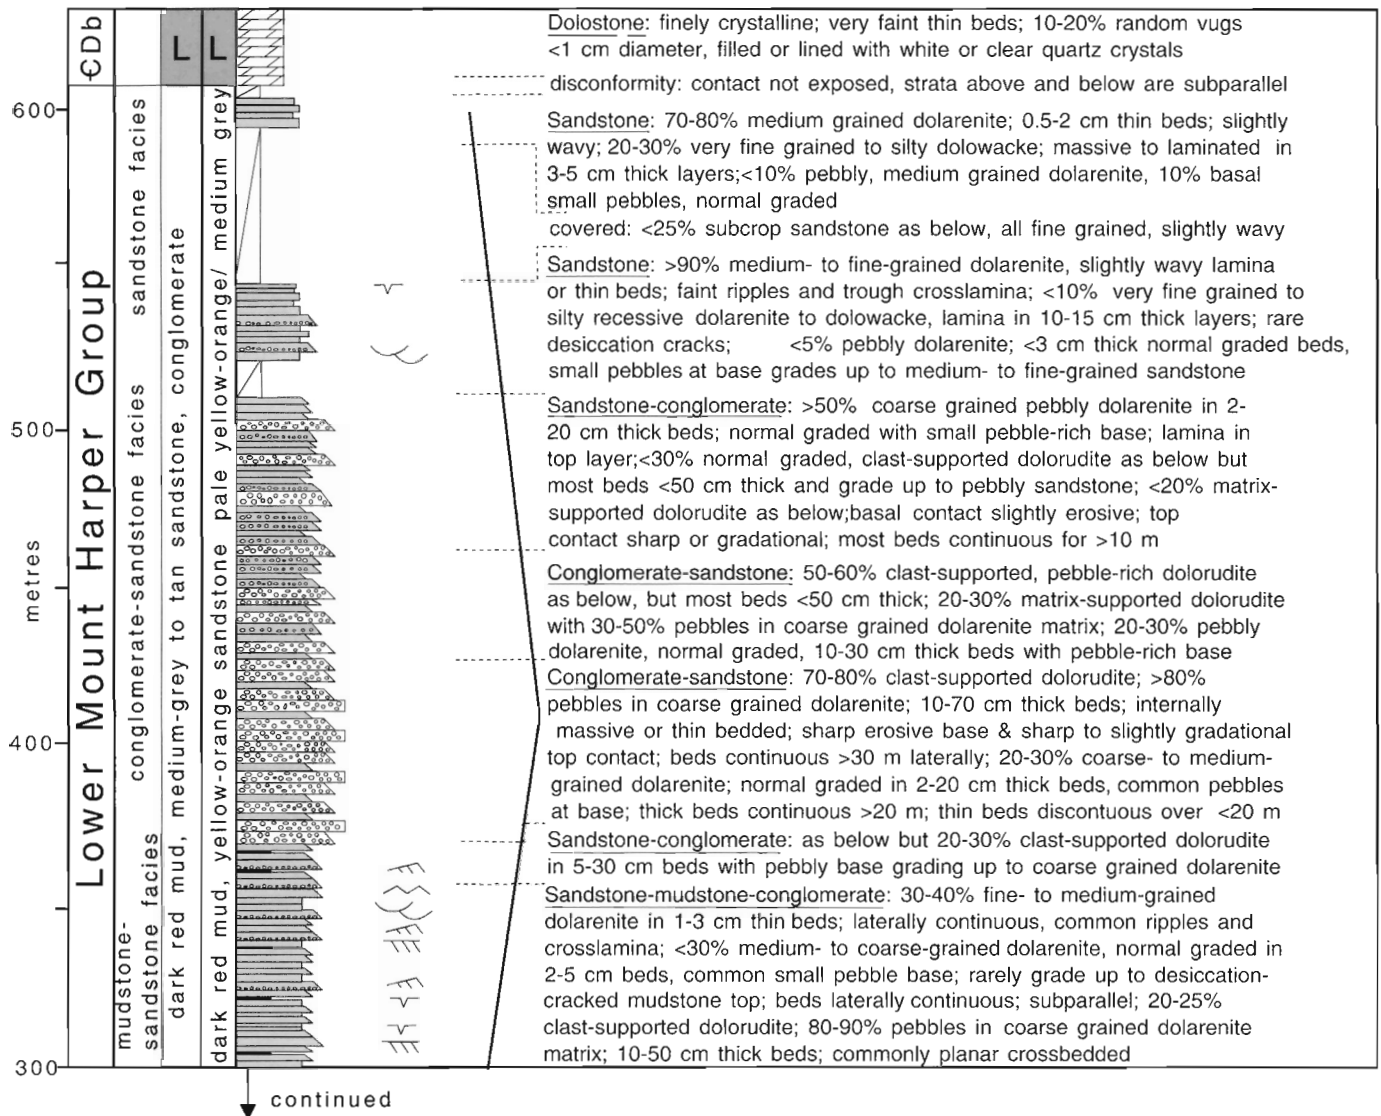 ЄDb
L
L
600
500
metres
400
300
Lower Mount Harper Group
sandstone facies
conglomerate-sandstone facies
mudstone-
sandstone facies
dark red mud, medium-grey to tan sandstone, conglomerate
dark red mud, yellow-orange sandstone pale yellow-orange/ medium grey
Dolostone: finely crystalline; very faint thin beds; 10-20% random vugs
<1 cm diameter, filled or lined with white or clear quartz crystals
disconformity: contact not exposed, strata above and below are subparallel
Sandstone: 70-80% medium grained dolarenite; 0.5-2 cm thin beds; slightly
wavy; 20-30% very fine grained to silty dolowacke; massive to laminated in
3-5 cm thick layers;<10% pebbly, medium grained dolarenite, 10% basal
small pebbles, normal graded
covered: <25% subcrop sandstone as below, all fine grained, slightly wavy
Sandstone: >90% medium- to fine-grained dolarenite, slightly wavy lamina
or thin beds; faint ripples and trough crosslamina; <10% very fine grained to
silty recessive dolarenite to dolowacke, lamina in 10-15 cm thick layers; rare
desiccation cracks; <5% pebbly dolarenite; <3 cm thick normal graded beds,
small pebbles at base grades up to medium- to fine-grained sandstone
Sandstone-conglomerate: >50% coarse grained pebbly dolarenite in 2-
20 cm thick beds; normal graded with small pebble-rich base; lamina in
top layer;<30% normal graded, clast-supported dolorudite as below but
most beds <50 cm thick and grade up to pebbly sandstone; <20% matrix-
supported dolorudite as below;basal contact slightly erosive; top
contact sharp or gradational; most beds continuous for >10 m
Conglomerate-sandstone: 50-60% clast-supported, pebble-rich dolorudite
as below, but most beds <50 cm thick; 20-30% matrix-supported dolorudite
with 30-50% pebbles in coarse grained dolarenite matrix; 20-30% pebbly
dolarenite, normal graded, 10-30 cm thick beds with pebble-rich base
Conglomerate-sandstone: 70-80% clast-supported dolorudite; >80%
pebbles in coarse grained dolarenite; 10-70 cm thick beds; internally
massive or thin bedded; sharp erosive base & sharp to slightly gradational
top contact; beds continuous >30 m laterally; 20-30% coarse- to medium-
grained dolarenite; normal graded in 2-20 cm thick beds, common pebbles
at base; thick beds continuous >20 m; thin beds discontuous over <20 m
Sandstone-conglomerate: as below but 20-30% clast-supported dolorudite
in 5-30 cm beds with pebbly base grading up to coarse grained dolarenite
Sandstone-mudstone-conglomerate: 30-40% fine- to medium-grained
dolarenite in 1-3 cm thin beds; laterally continuous, common ripples and
crosslamina; <30% medium- to coarse-grained dolarenite, normal graded in
2-5 cm beds, common small pebble base; rarely grade up to desiccation-
cracked mudstone top; beds laterally continuous; subparallel; 20-25%
clast-supported dolorudite; 80-90% pebbles in coarse grained dolarenite
matrix; 10-50 cm thick beds; commonly planar crossbedded
continued